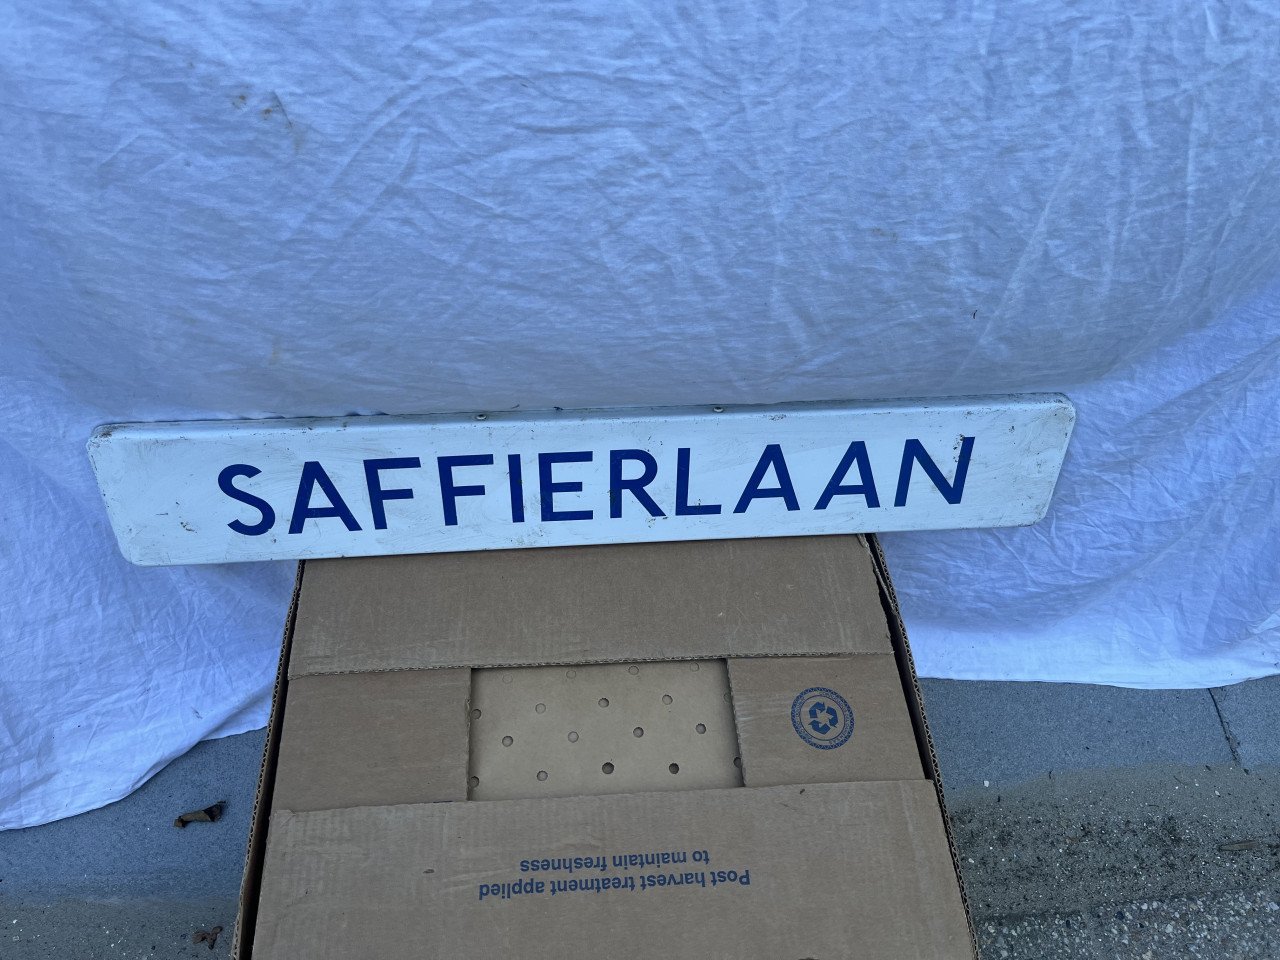 SAFFIERLAAN
Post harvest treatment applied
to maintain freshness